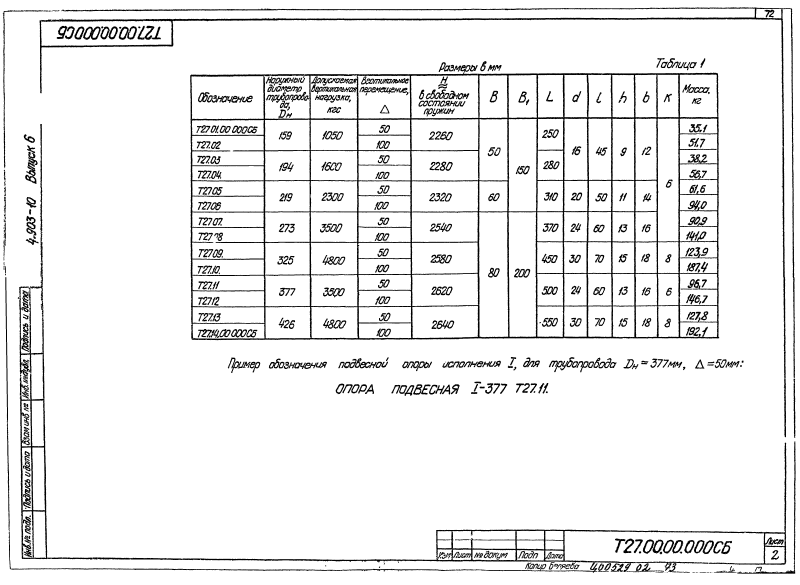 72
Т27.00.00.000СБ
Размеры в мм
Таблица 1
Обозначение | Наружный диаметр трубопровода, Dн | Допускаемая вертикальная нагрузка, кгс | Вертикальное перемещение, Δ | H ≈ в свободном состоянии пружин | B | B₁ | L | d | l | h | b | K | Масса, кг
Т27.01.00.000СБ | 159 | 1050 | 50 | 2260 | 50 | 150 | 250 | 16 | 45 | 9 | 12 | 6 | 35,1
Т27.02 | 100 | 51,7
Т27.03 | 194 | 1600 | 50 | 2280 | 280 | 38,2
Т27.04 | 100 | 56,7
Т27.05 | 219 | 2300 | 50 | 2320 | 60 | 310 | 20 | 50 | 11 | 14 | 61,6
Т27.06 | 100 | 94,0
Т27.07. | 273 | 3500 | 50 | 2540 | 80 | 200 | 370 | 24 | 60 | 13 | 16 | 90,9
Т27.08 | 100 | 141,0
Т27.09. | 325 | 4800 | 50 | 2580 | 450 | 30 | 70 | 15 | 18 | 8 | 123,9
Т27.10. | 100 | 187,4
Т27.11 | 377 | 3500 | 50 | 2620 | 500 | 24 | 60 | 13 | 16 | 6 | 96,7
Т27.12 | 100 | 146,7
Т27.13 | 426 | 4800 | 50 | 2640 | 550 | 30 | 70 | 15 | 18 | 8 | 127,8
Т27.14.00.000СБ | 100 | 192,1
Пример обозначения подвесной опоры исполнения I, для трубопровода Dн = 377мм, Δ = 50мм:
ОПОРА ПОДВЕСНАЯ I-377 Т27.11.
4.903-10 Выпуск 6
Инв.№ подл. Подпись и дата Взам.инв.№ Инв.№дубл. Подпись и дата
Изм Лист № докум Подп Дата
Т27.00.00.000СБ
Лист
2
Копир
400529 02 73